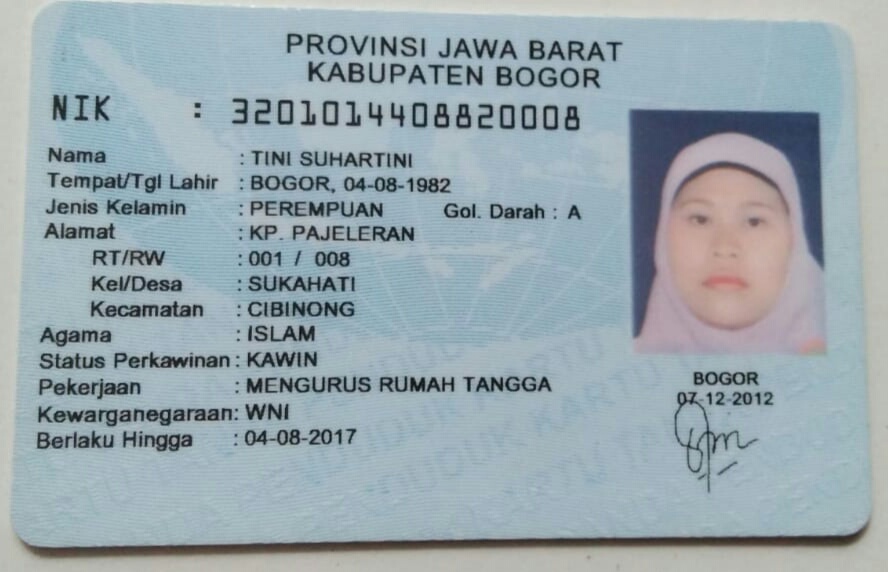 PROVINSI JAWA BARAT
KABUPATEN BOGOR
NIK : 3201014408820008
Nama : TINI SUHARTINI
Tempat/Tgl Lahir : BOGOR, 04-08-1982
Jenis Kelamin : PEREMPUAN Gol. Darah : A
Alamat : KP. PAJELERAN
RT/RW : 001 / 008
Kel/Desa : SUKAHATI
Kecamatan : CIBINONG
Agama : ISLAM
Status Perkawinan : KAWIN
Pekerjaan : MENGURUS RUMAH TANGGA
Kewarganegaraan: WNI
Berlaku Hingga : 04-08-2017
BOGOR
07-12-2012